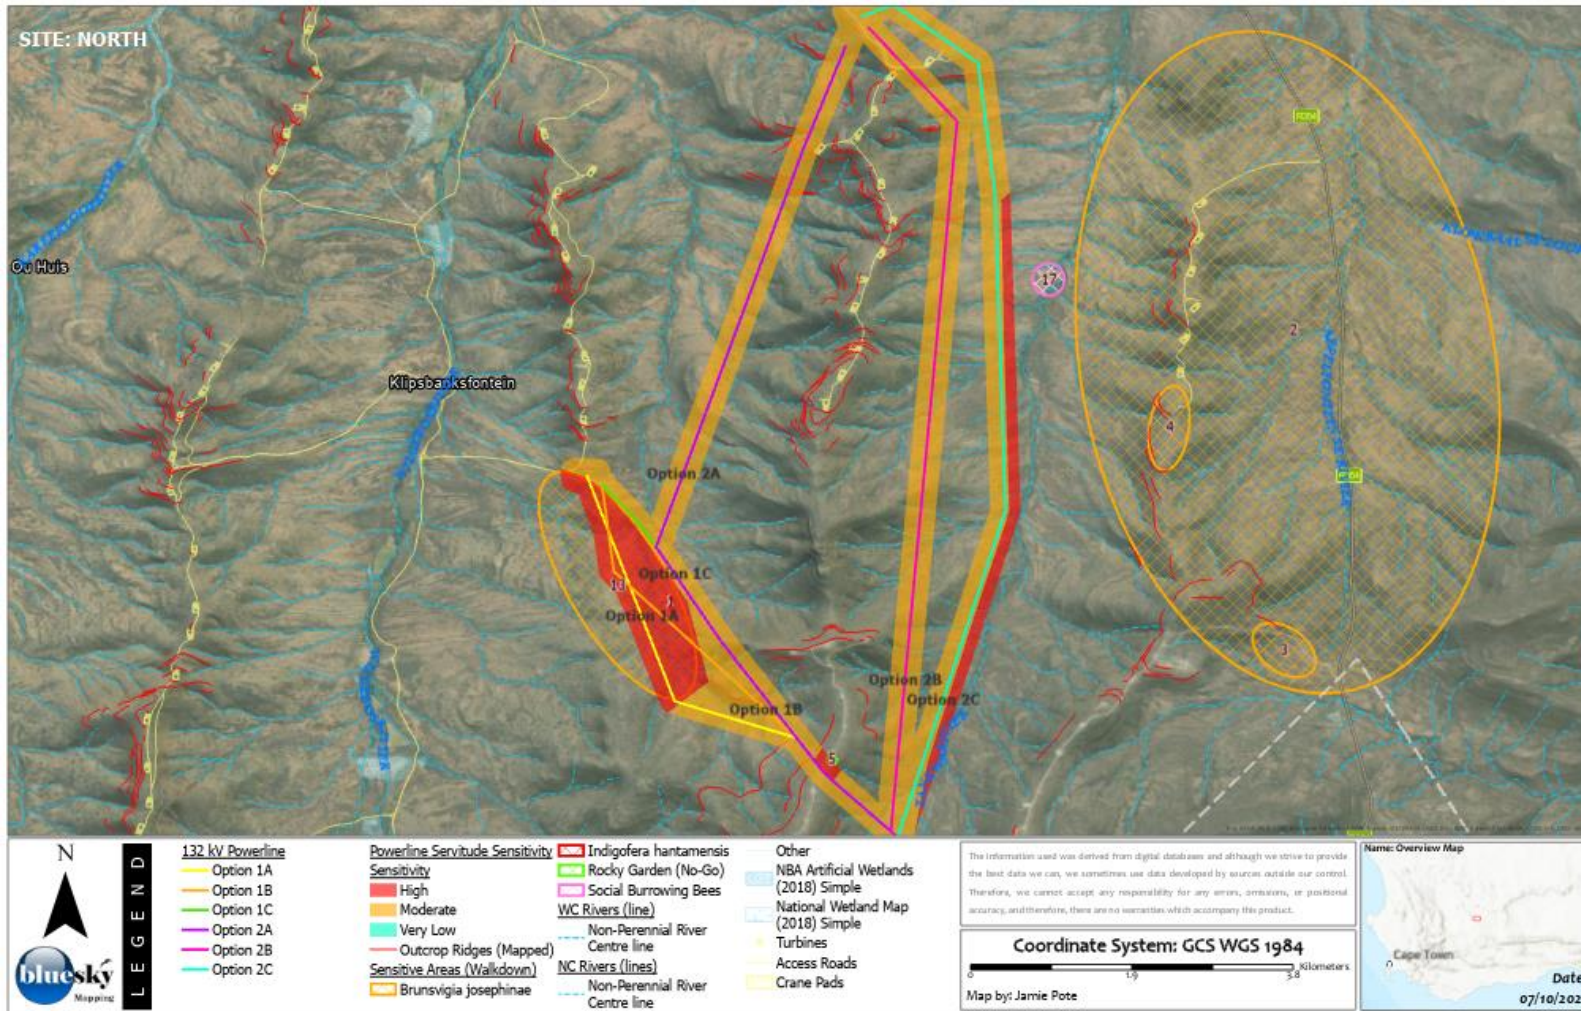 SITE: NORTH
Ou Huis
Klipsbanksfontein
17
2
4
3
Option 2A
Option 1C
Option 1A
Option 1B
Option 2B
Option 2C
5
N
LEGEND
bluesky
Mapping
132 kV Powerline
Option 1A
Option 1B
Option 1C
Option 2A
Option 2B
Option 2C
Powerline Servitude Sensitivity
Sensitivity
High
Moderate
Very Low
Outcrop Ridges (Mapped)
Sensitive Areas (Walkdown)
Brunsvigia josephinae
Indigofera hantamensis
Rocky Garden (No-Go)
Social Burrowing Bees
WC Rivers (line)
Non-Perennial River
Centre line
NC Rivers (lines)
Non-Perennial River
Centre line
Other
NBA Artificial Wetlands
(2018) Simple
National Wetland Map
(2018) Simple
Turbines
Access Roads
Crane Pads
The information used was derived from digital databases and although we strive to provide
the best data we can, we sometimes use data developed by sources outside our control.
Therefore, we cannot accept any responsibility for any errors, omissions, or positional
accuracy, and therefore, there are no warranties which accompany this product.
Coordinate System: GCS WGS 1984
0 1.9 3.8 Kilometers
Map by: Jamie Pote
Name: Overview Map
Cape Town
Date
07/10/202